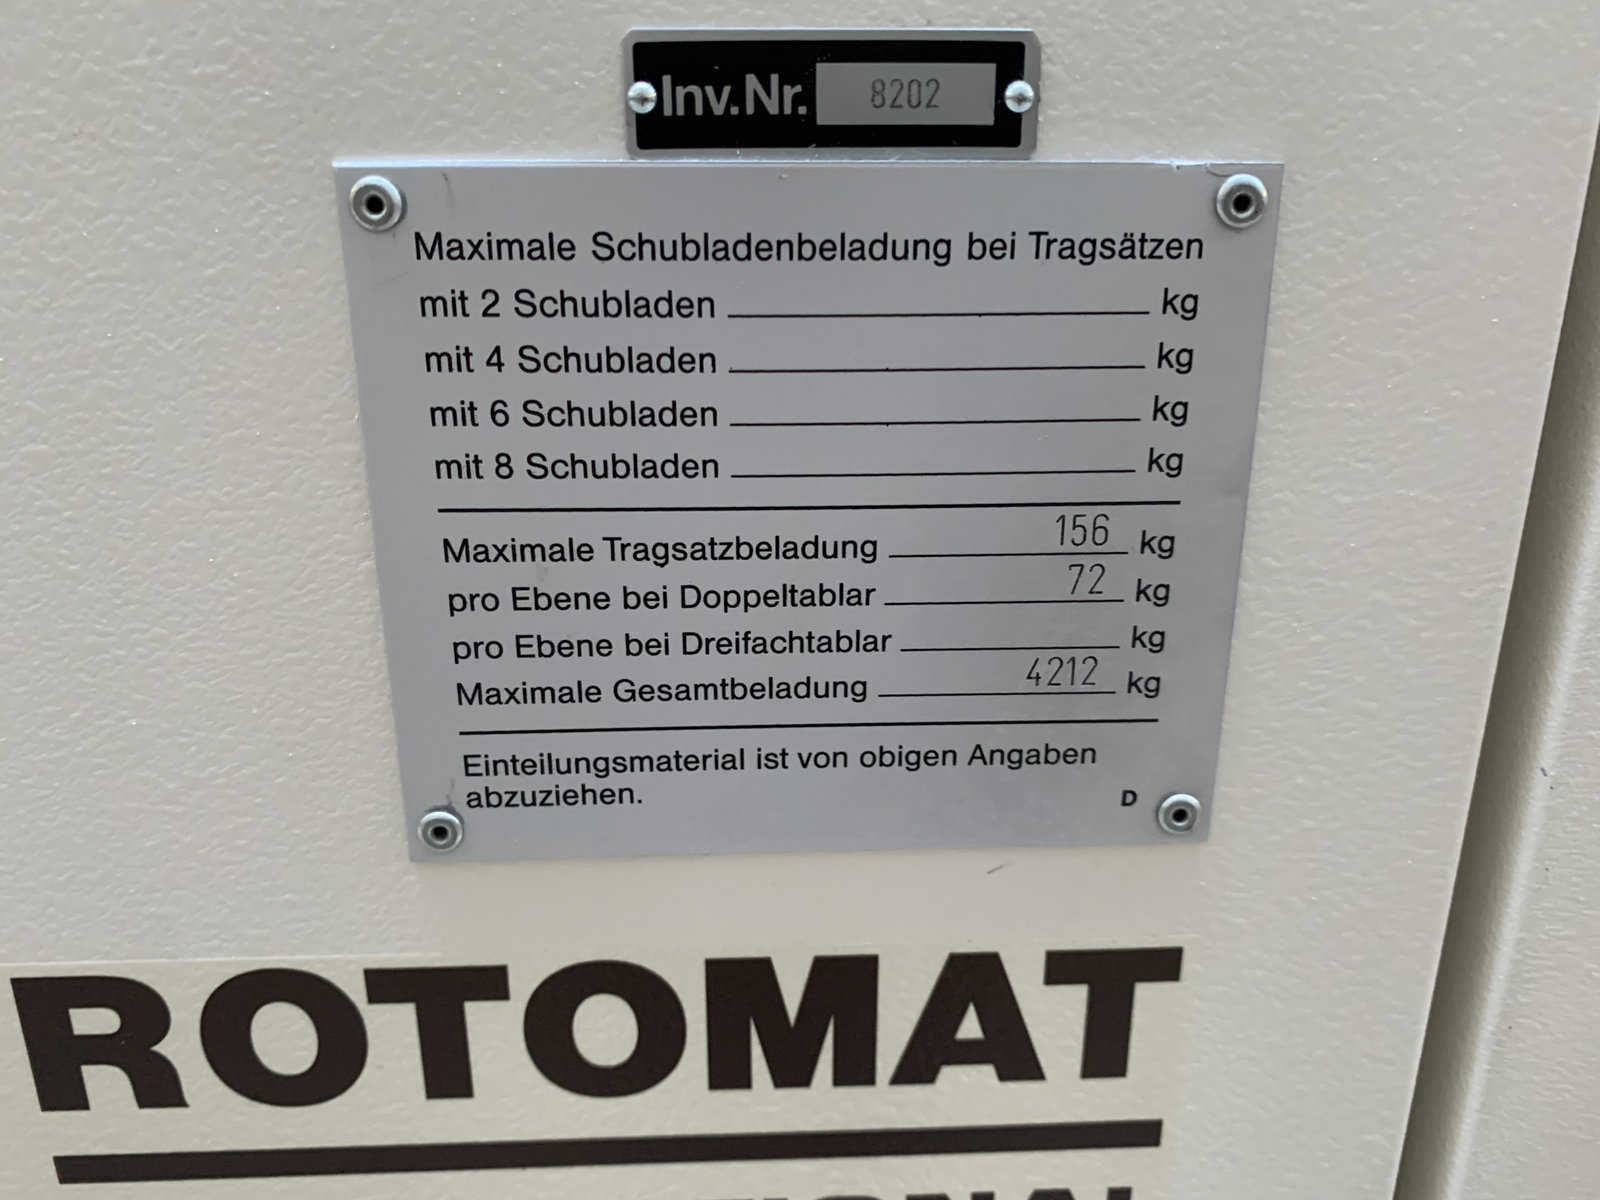 Inv.Nr. 8202
Maximale Schubladenbeladung bei Tragsätzen
mit 2 Schubladen kg
mit 4 Schubladen kg
mit 6 Schubladen kg
mit 8 Schubladen kg
Maximale Tragsatzbeladung 156 kg
pro Ebene bei Doppeltablar 72 kg
pro Ebene bei Dreifachtablar kg
Maximale Gesamtbeladung 4212 kg
Einteilungsmaterial ist von obigen Angaben
abzuziehen. D
ROTOMAT